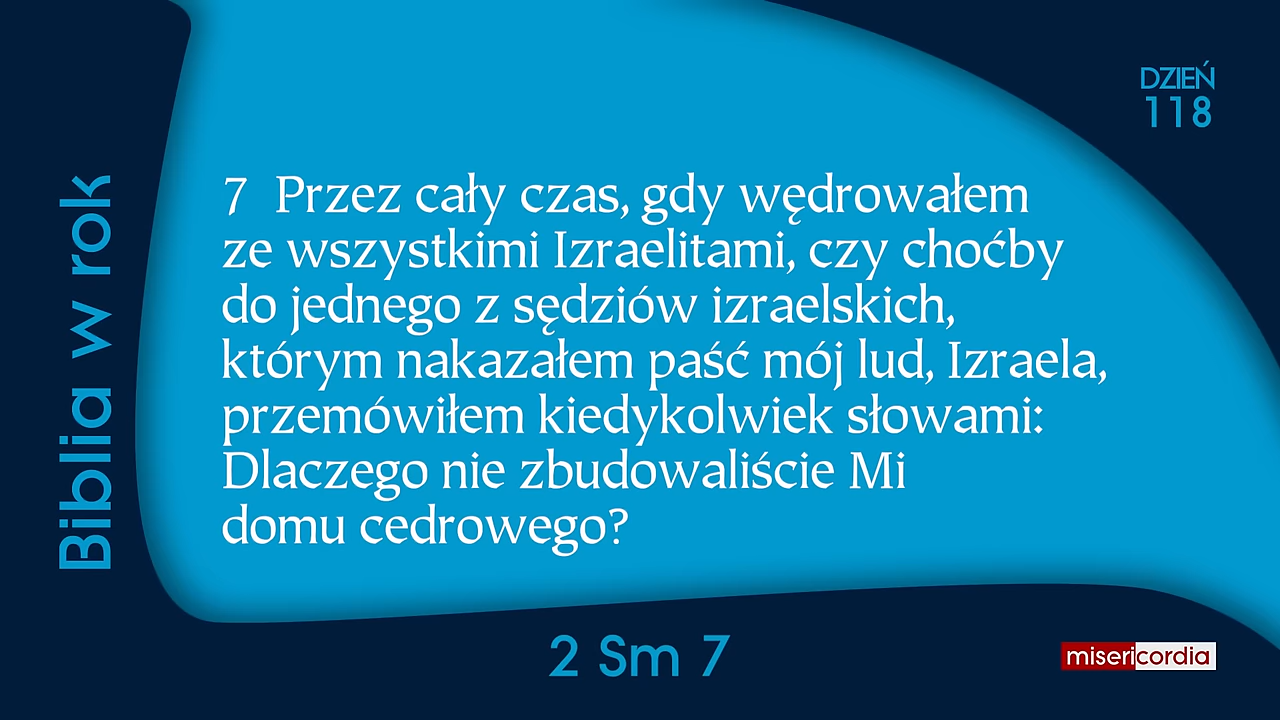 DZIEŃ
118
Biblia w rok
7 Przez cały czas, gdy wędrowałem
ze wszystkimi Izraelitami, czy choćby
do jednego z sędziów izraelskich,
którym nakazałem paść mój lud, Izraela,
przemówiłem kiedykolwiek słowami:
Dlaczego nie zbudowaliście Mi
domu cedrowego?
2 Sm 7
misericordia